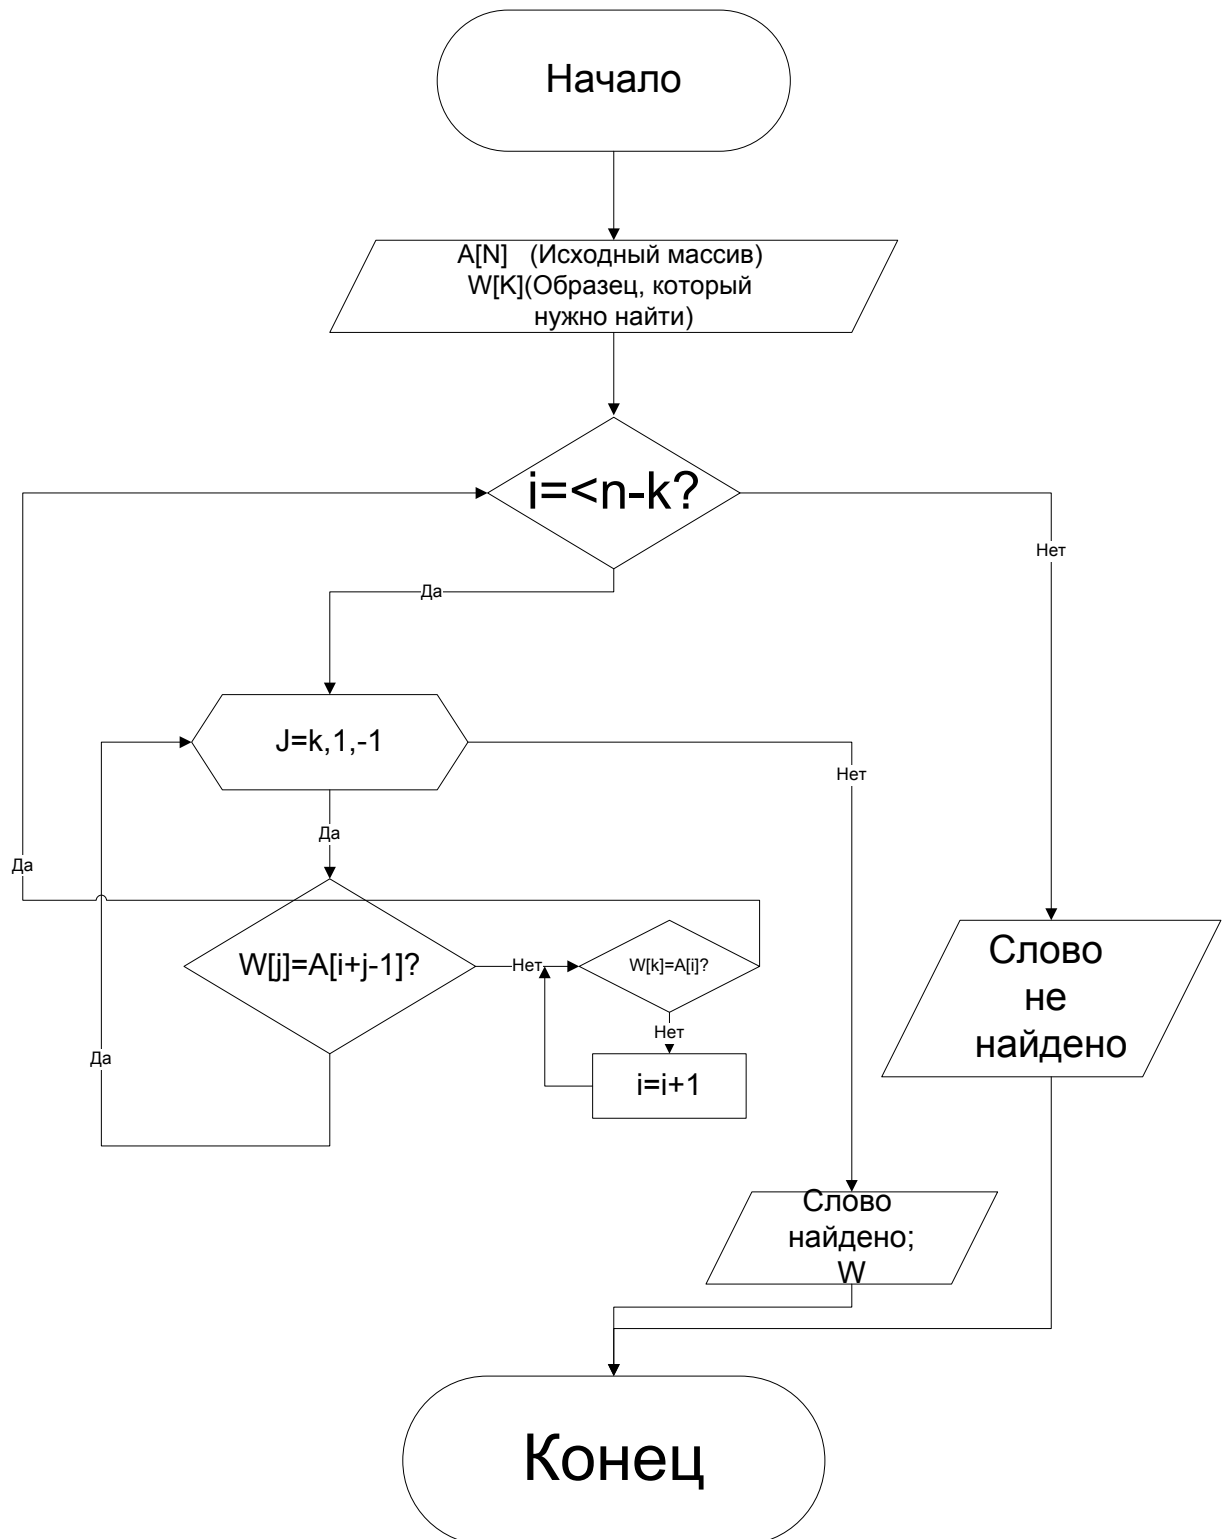 Начало
A[N] (Исходный массив)
W[K](Образец, который
нужно найти)
i=<n-k?
Нет
Да
J=k,1,-1
Нет
Да
Да
W[j]=A[i+j-1]?
Нет
W[k]=A[i]?
Нет
Да
i=i+1
Слово
не
найдено
Слово
найдено;
W
Конец